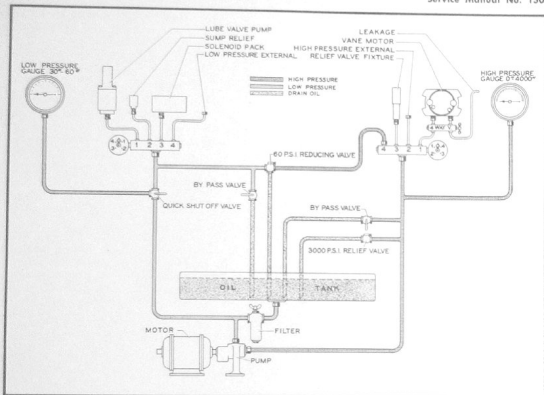 Service Manual No.
LUBE VALVE PUMP
SUMP RELIEF
SOLENOID PACK
LOW PRESSURE EXTERNAL
LEAKAGE
VANE MOTOR
HIGH PRESSURE EXTERNAL
RELIEF VALVE FIXTURE
LOW PRESSURE
GAUGE 30"-60#
HIGH PRESSURE
GAUGE 0-4000#
HIGH PRESSURE
LOW PRESSURE
DRAIN OIL
1 2 3 4
4 3 2 1
60 P.S.I. REDUCING VALVE
BY PASS VALVE
QUICK SHUT OFF VALVE
BY PASS VALVE
3000 P.S.I. RELIEF VALVE
OIL TANK
MOTOR
FILTER
PUMP